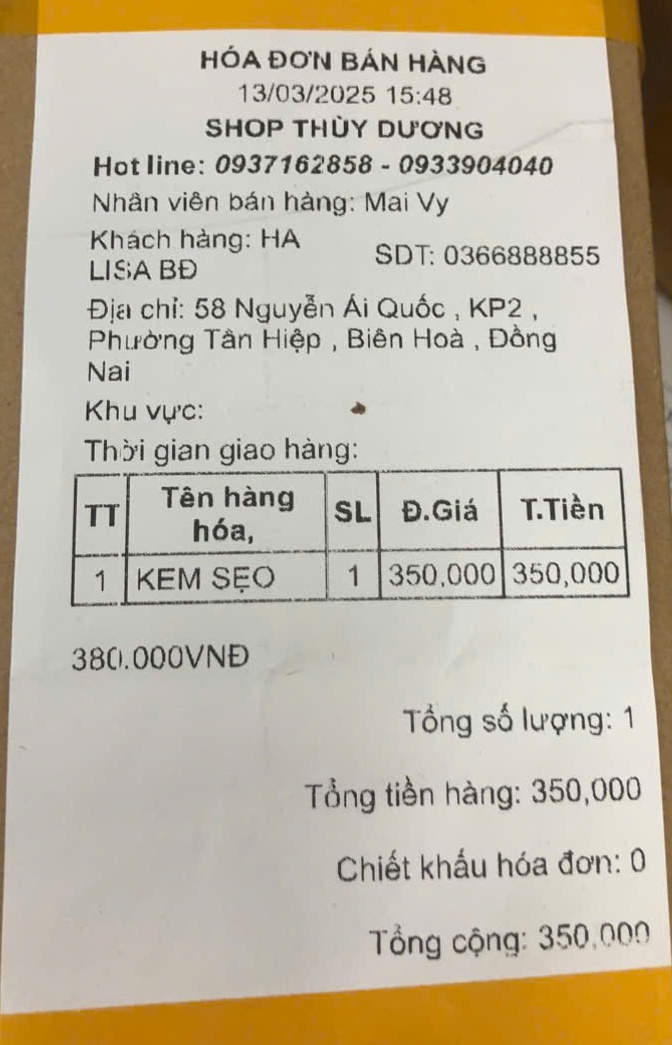 HÓA ĐƠN BÁN HÀNG
13/03/2025 15:48
SHOP THÙY DƯƠNG
Hot line: 0937162858 - 0933904040
Nhân viên bán hàng: Mai Vy
Khách hàng: HA LISA BĐ SDT: 0366888855
Địa chỉ: 58 Nguyễn Ái Quốc , KP2 ,
Phường Tân Hiệp , Biên Hoà , Đồng
Nai
Khu vực:
Thời gian giao hàng:
TT Tên hàng hóa, SL Đ.Giá T.Tiền
1 KEM SẸO 1 350,000 350,000
380.000VNĐ
Tổng số lượng: 1
Tổng tiền hàng: 350,000
Chiết khấu hóa đơn: 0
Tổng cộng: 350,000